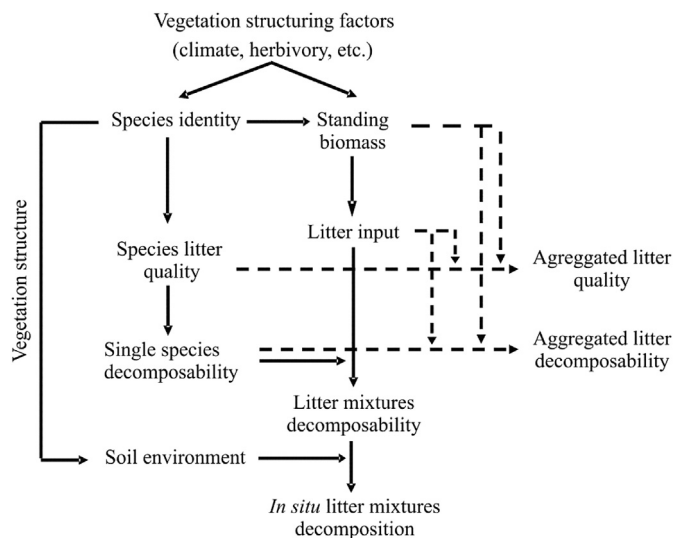 Vegetation structuring factors
(climate, herbivory, etc.)
Species identity
Standing
biomass
Vegetation structure
Litter input
Species litter
quality
Agreggated litter
quality
Single species
decomposability
Aggregated litter
decomposability
Litter mixtures
decomposability
Soil environment
In situ litter mixtures
decomposition